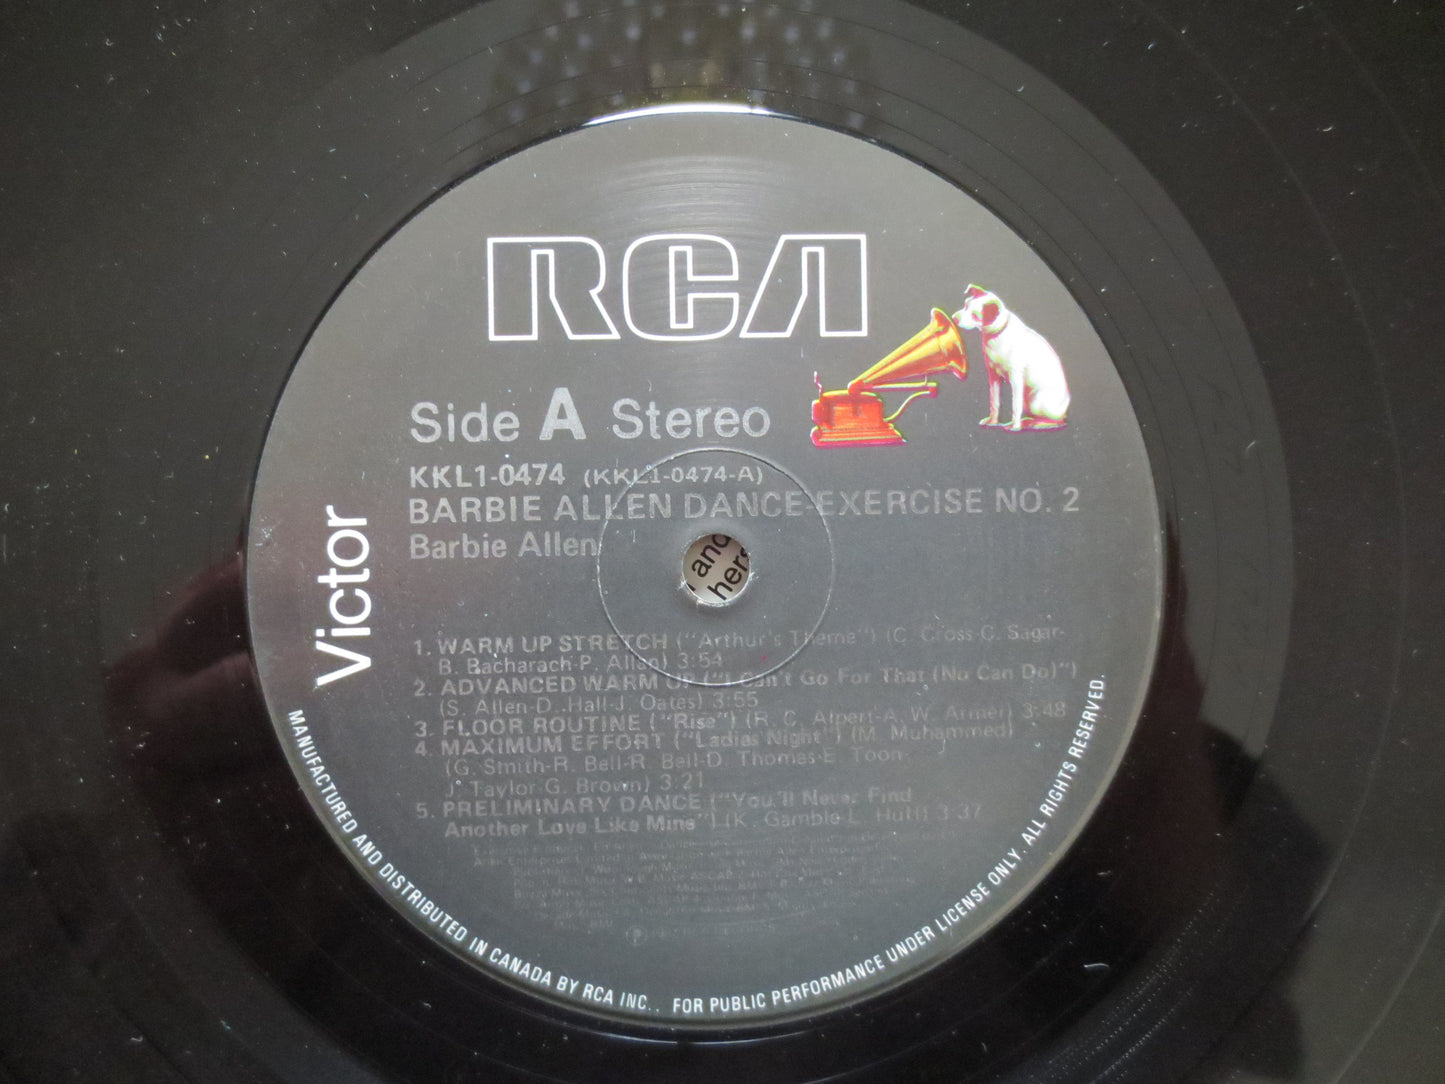 RCA
Side A Stereo
KKL1-0474 (KKL1-0474-A)
BARBIE ALLEN DANCE-EXERCISE NO. 2
Barbie Allen
Victor
and
hers
1. WARM UP STRETCH ("Arthur's Theme") (C. Cross-C. Sagar-
B. Bacharach-P. Allan) 3:54
2. ADVANCED WARM UP ("I Can't Go For That (No Can Do)")
(S. Allen-D. Hall-J. Oates) 3:55
3. FLOOR ROUTINE ("Rise") (R. C. Alpert-A. W. Armer) 3:48
4. MAXIMUM EFFORT ("Ladias Night") (M. Muhammed)
(G. Smith-R. Bell-R. Bell-D. Thomas-E. Toon-
J. Taylor-G. Brown) 3:21
5. PRELIMINARY DANCE ("You'll Never Find
Another Love Like Mine") (K. Gamble-L. Huff) 3:37
MANUFACTURED AND DISTRIBUTED IN CANADA BY RCA INC.. FOR PUBLIC PERFORMANCE UNDER LICENSE ONLY. ALL RIGHTS RESERVED.